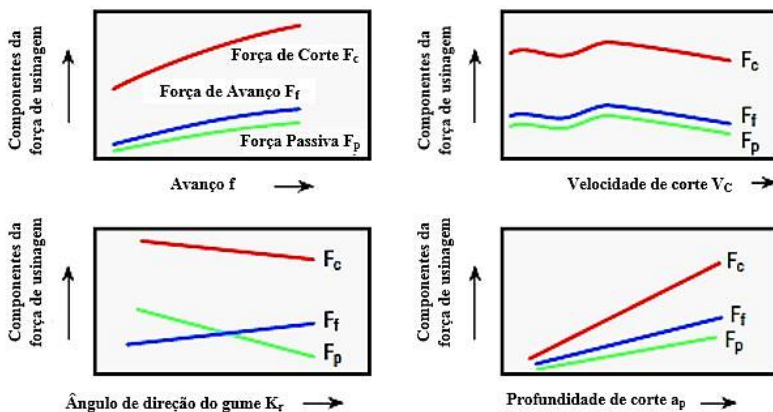 Componentes da
força de usinagem
Força de Corte Fc
Força de Avanço Ff
Força Passiva Fp
Avanço f
Componentes da
força de usinagem
Fc
Ff
Fp
Velocidade de corte VC
Componentes da
força de usinagem
Fc
Ff
Fp
Ângulo de direção do gume Kr
Componentes da
força de usinagem
Fc
Ff
Fp
Profundidade de corte ap